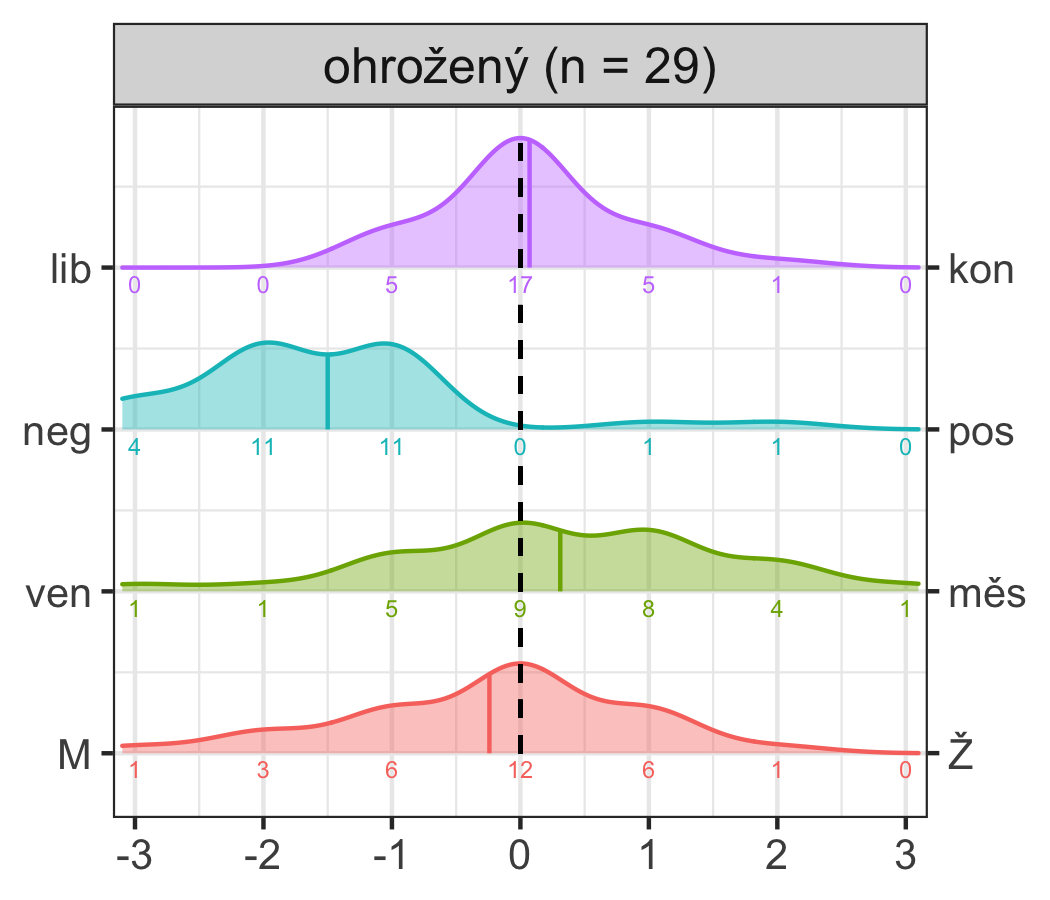 ohrožený (n = 29)
lib kon
0 0 5 17 5 1 0
neg pos
4 11 11 0 1 1 0
ven měs
1 1 5 9 8 4 1
M Ž
1 3 6 12 6 1 0
-3 -2 -1 0 1 2 3